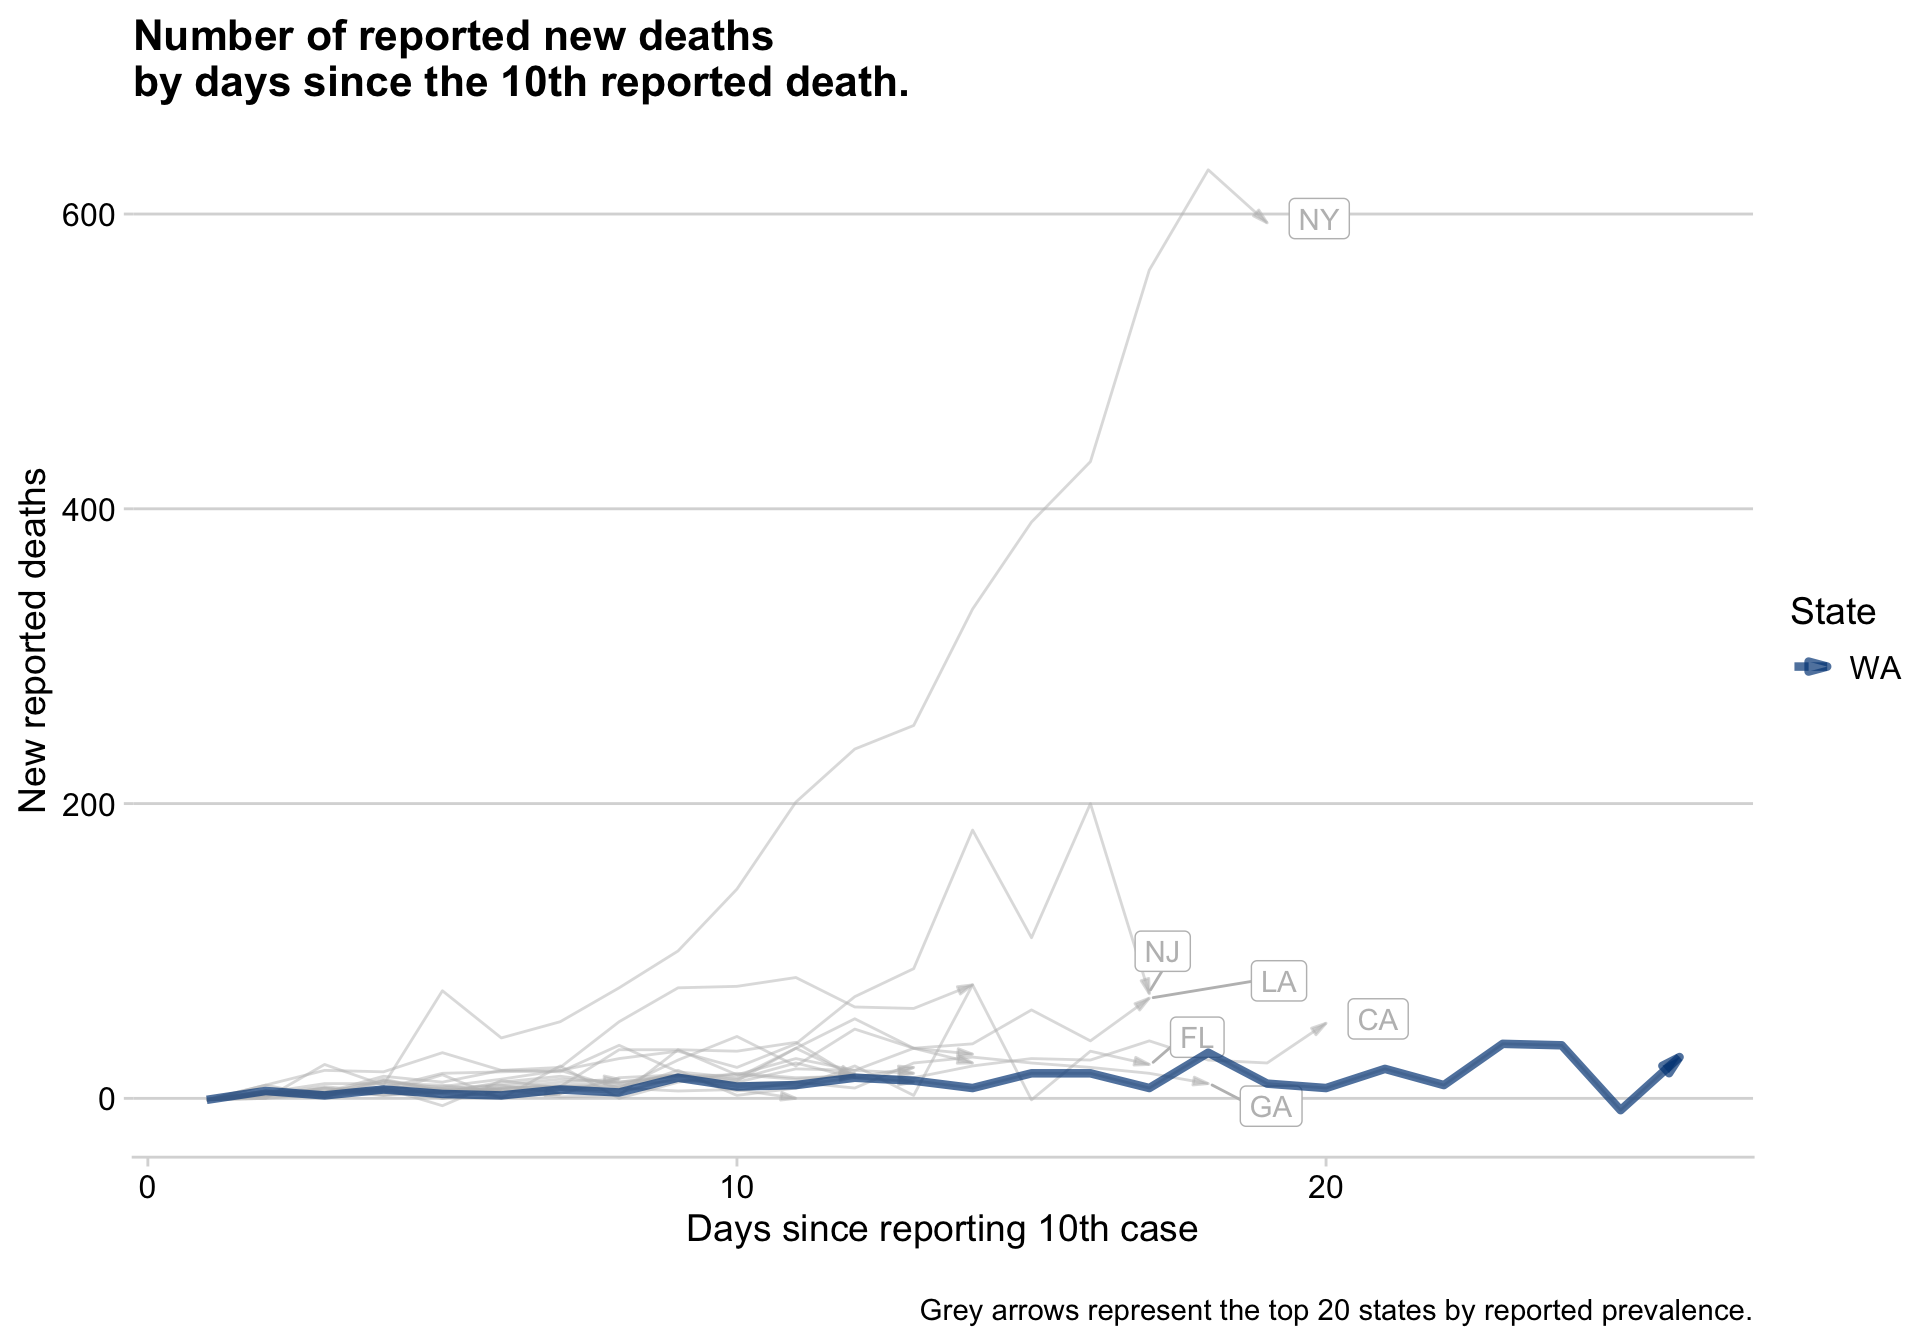 Number of reported new deaths
by days since the 10th reported death.
600
400
200
0
New reported deaths
NY
NJ
LA
CA
FL
GA
State
WA
0
10
20
Days since reporting 10th case
Grey arrows represent the top 20 states by reported prevalence.